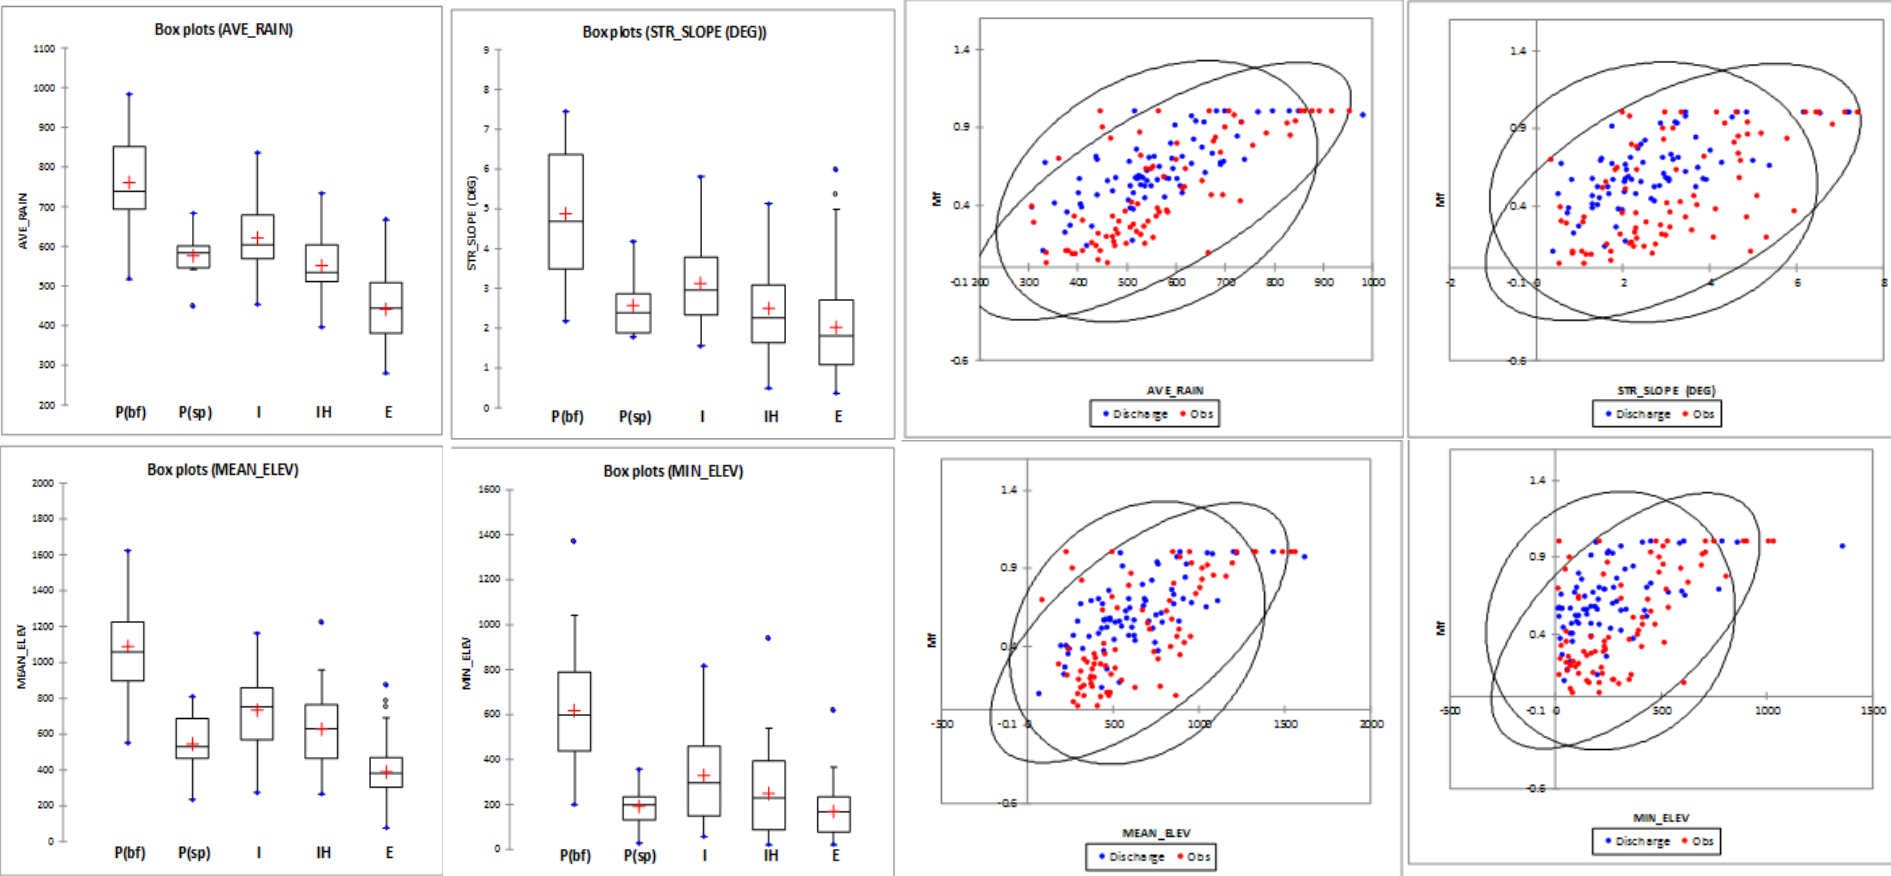 Box plots (AVE_RAIN)
AVE_RAIN
1100
1000
900
800
700
600
500
400
300
200
P(bf) P(sp) I IH E
Box plots (STR_SLOPE (DEG))
STR_SLOPE (DEG)
9
8
7
6
5
4
3
2
1
0
P(bf) P(sp) I IH E
Mf
1.4
0.9
0.4
-0.1
-0.6
200 300 400 500 600 700 800 900 1000
AVE_RAIN
Discharge Obs
Mf
1.4
0.9
0.4
-0.1
-0.6
-2 0 2 4 6 8
STR_SLOPE (DEG)
Discharge Obs
Box plots (MEAN_ELEV)
MEAN_ELEV
2000
1800
1600
1400
1200
1000
800
600
400
200
0
P(bf) P(sp) I IH E
Box plots (MIN_ELEV)
MIN_ELEV
1600
1400
1200
1000
800
600
400
200
0
P(bf) P(sp) I IH E
Mf
1.4
0.9
0.4
-0.1
-0.6
-500 0 500 1000 1500 2000
MEAN_ELEV
Discharge Obs
Mf
1.4
0.9
0.4
-0.1
-0.6
-500 0 500 1000 1500
MIN_ELEV
Discharge Obs